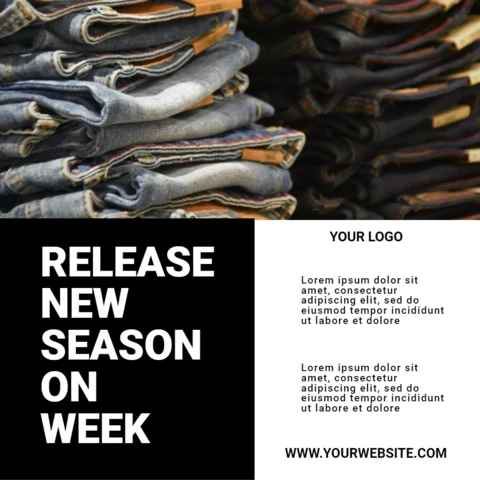 RELEASE
NEW
SEASON
ON
WEEK
YOUR LOGO
Lorem ipsum dolor sit
amet, consectetur
adipiscing elit, sed do
eiusmod tempor incididunt
ut labore et dolore
Lorem ipsum dolor sit
amet, consectetur
adipiscing elit, sed do
eiusmod tempor incididunt
ut labore et dolore
WWW.YOURWEBSITE.COM